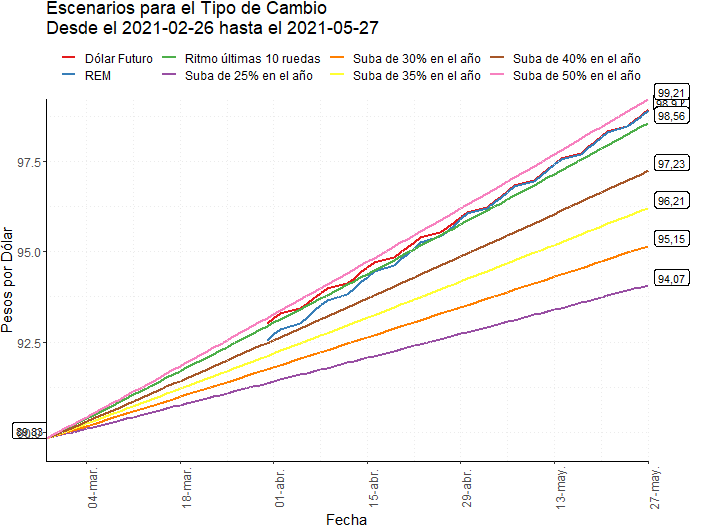 Escenarios para el Tipo de Cambio
Desde el 2021-02-26 hasta el 2021-05-27
Dólar Futuro
Ritmo últimas 10 ruedas
Suba de 30% en el año
Suba de 40% en el año
REM
Suba de 25% en el año
Suba de 35% en el año
Suba de 50% en el año
99,21
98,56
97.5
97,23
96,21
95,15
95.0
94,07
92.5
Pesos por Dólar
04-mar.
18-mar.
01-abr.
15-abr.
29-abr.
13-may.
27-may.
Fecha